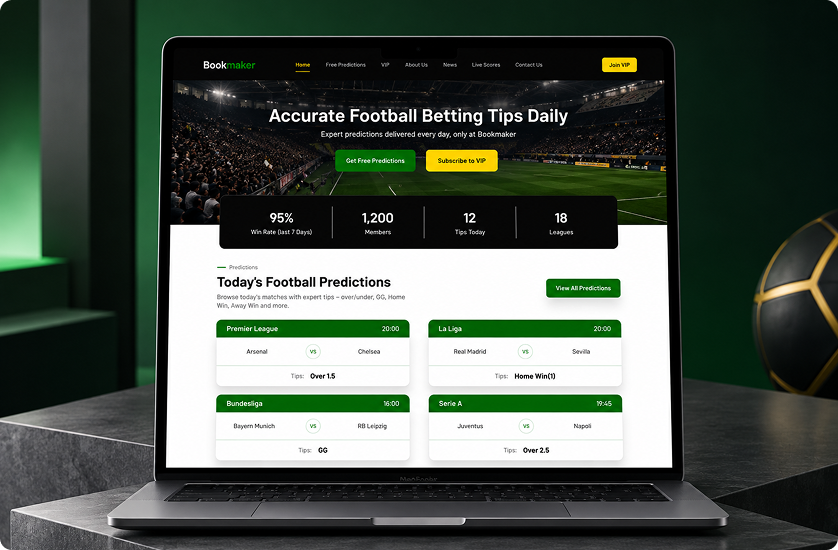 Bookmaker
Home Free Predictions VIP About Us News Live Scores Contact Us
Join VIP
Accurate Football Betting Tips Daily
Expert predictions delivered every day, only at Bookmaker
Get Free Predictions Subscribe to VIP
95% 1,200 12 18
Win Rate (last 7 Days) Members Tips Today Leagues
Predictions
Today's Football Predictions
Browse today's matches with expert tips – over/under, GG, Home
Win, Away Win and more.
View All Predictions
Premier League 20:00
Arsenal VS Chelsea
Tips: Over 1.5
La Liga 20:00
Real Madrid VS Sevilla
Tips: Home Win(1)
Bundesliga 16:00
Bayern Munich VS RB Leipzig
Tips: GG
Serie A 19:45
Juventus VS Napoli
Tips: Over 2.5